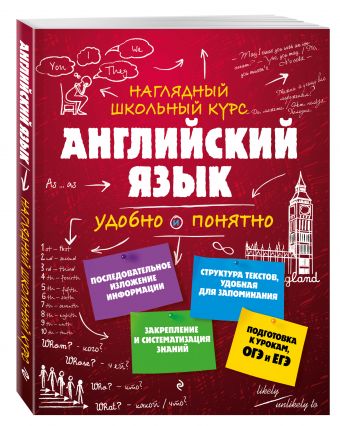 I
We
You
They
НАГЛЯДНЫЙ
ШКОЛЬНЫЙ КУРС
АНГЛИЙСКИЙ
ЯЗЫК
As ... as
удобно и понятно
1st - first
2nd - second
3rd - third
4th - fourth
5th - fifth
6th - sixth
7th - seventh
8th - eighth
9th - ninth
10th - tenth
ПОСЛЕДОВАТЕЛЬНОЕ
ИЗЛОЖЕНИЕ
ИНФОРМАЦИИ
СТРУКТУРА ТЕКСТОВ,
УДОБНАЯ
ДЛЯ ЗАПОМИНАНИЯ
ЗАКРЕПЛЕНИЕ
И СИСТЕМАТИЗАЦИЯ
ЗНАНИЙ
ПОДГОТОВКА
К УРОКАМ,
ОГЭ И ЕГЭ
Whom? - кого?
Whose? - чей?
What? - что?
What? - какой / что?
likely
unlikely to
АНГЛИЙСКИЙ ЯЗЫК
НАГЛЯДНЫЙ ШКОЛЬНЫЙ КУРС